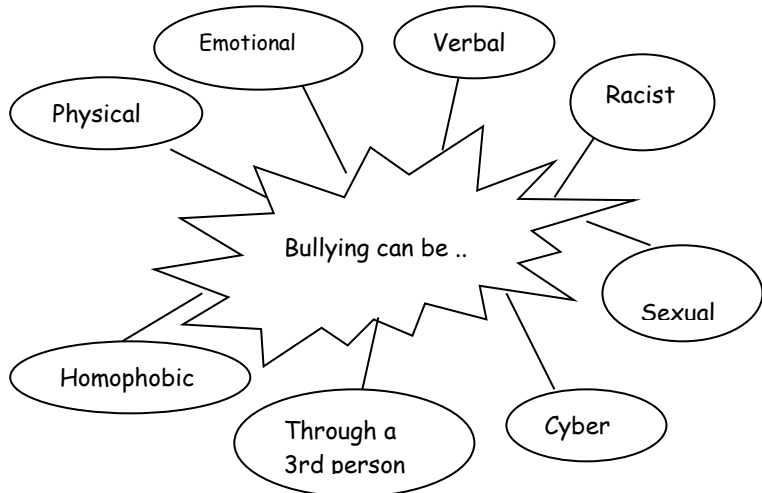 Emotional
Verbal
Racist
Physical
Bullying can be ..
Sexual
Homophobic
Through a
3rd person
Cyber